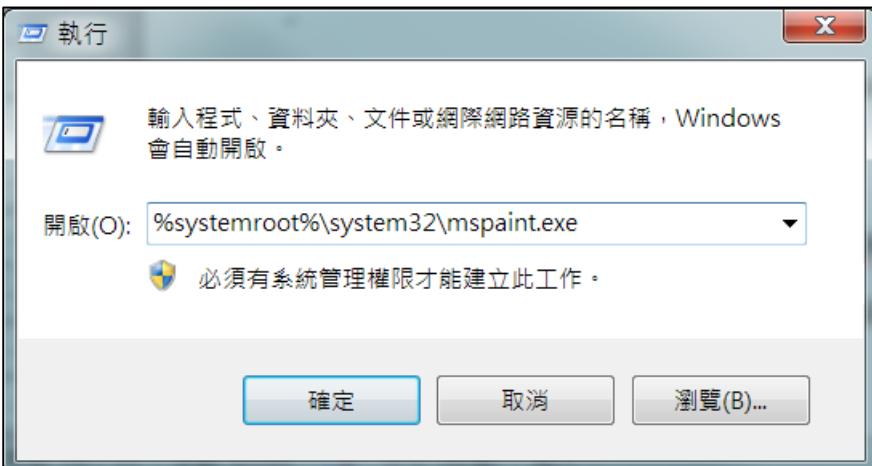 執行
輸入程式、資料夾、文件或網際網路資源的名稱，Windows
會自動開啟。
開啟(O): %systemroot%\system32\mspaint.exe
必須有系統管理權限才能建立此工作。
確定 取消 瀏覽(B)...